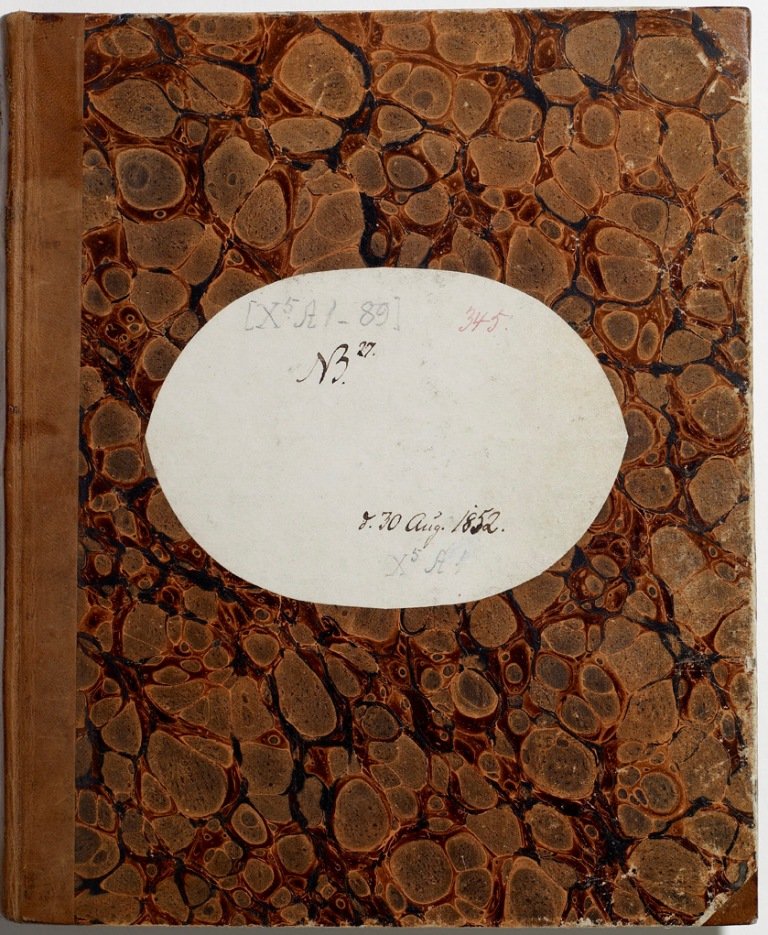 [X⁵ A 1 – 89] 345.
NB.²⁷·
d. 30 Aug. 1852.
X⁵ A 1